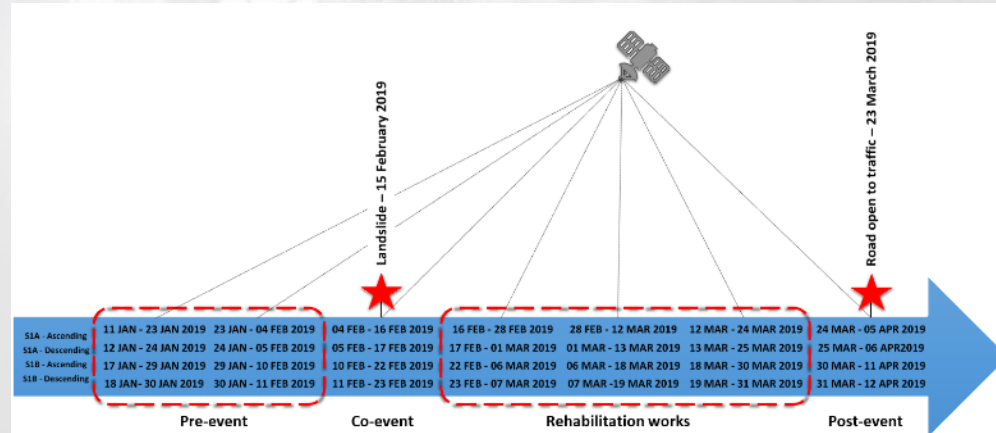 Landslide – 15 February 2019
Road open to traffic – 23 March 2019
S1A - Ascending 11 JAN - 23 JAN 2019 23 JAN - 04 FEB 2019 04 FEB - 16 FEB 2019 16 FEB - 28 FEB 2019 28 FEB - 12 MAR 2019 12 MAR - 24 MAR 2019 24 MAR - 05 APR 2019
S1A - Descending 12 JAN - 24 JAN 2019 24 JAN - 05 FEB 2019 05 FEB - 17 FEB 2019 17 FEB - 01 MAR 2019 01 MAR - 13 MAR 2019 13 MAR - 25 MAR 2019 25 MAR - 06 APR2019
S1B - Ascending 17 JAN - 29 JAN 2019 29 JAN - 10 FEB 2019 10 FEB - 22 FEB 2019 22 FEB - 06 MAR 2019 06 MAR - 18 MAR 2019 18 MAR - 30 MAR 2019 30 MAR - 11 APR 2019
S1B - Descending 18 JAN- 30 JAN 2019 30 JAN - 11 FEB 2019 11 FEB - 23 FEB 2019 23 FEB - 07 MAR 2019 07 MAR -19 MAR 2019 19 MAR - 31 MAR 2019 31 MAR - 12 APR 2019
Pre-event Co-event Rehabilitation works Post-event